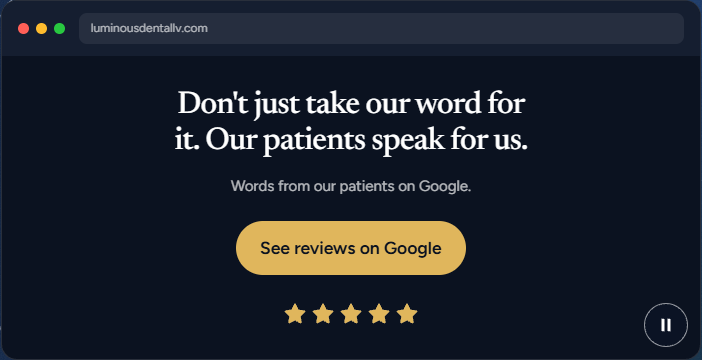 luminousdentallv.com
Don't just take our word for
it. Our patients speak for us.
Words from our patients on Google.
See reviews on Google